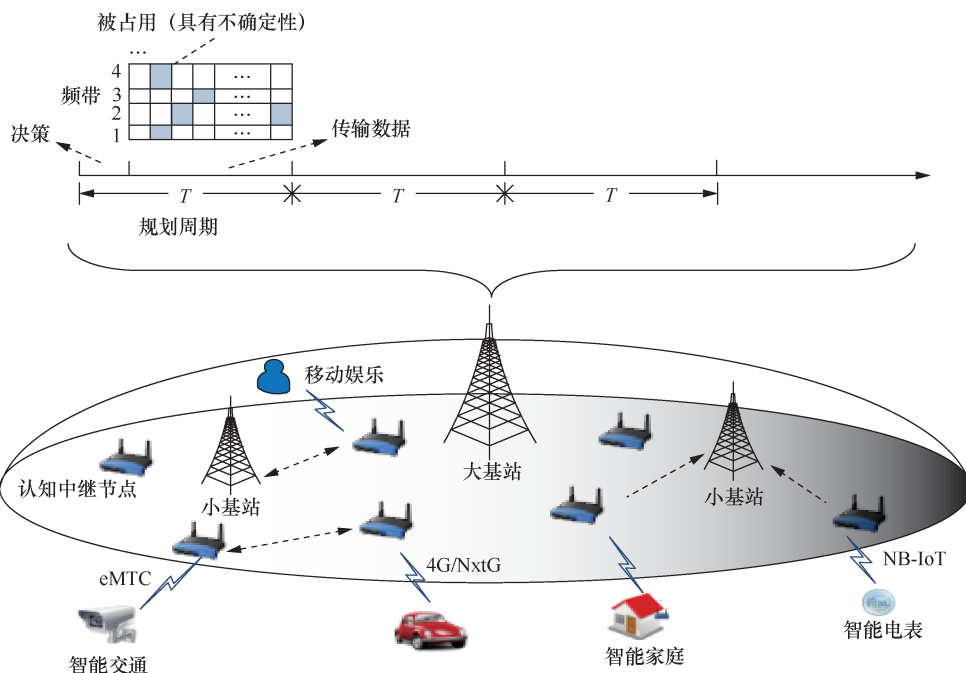 被占用（具有不确定性）
…
4
3
频带
2
1
…
…
…
…
决策
传输数据
T
T
T
规划周期
移动娱乐
大基站
认知中继节点
小基站
小基站
eMTC
4G/NxtG
NB-IoT
智能交通
智能家庭
智能电表